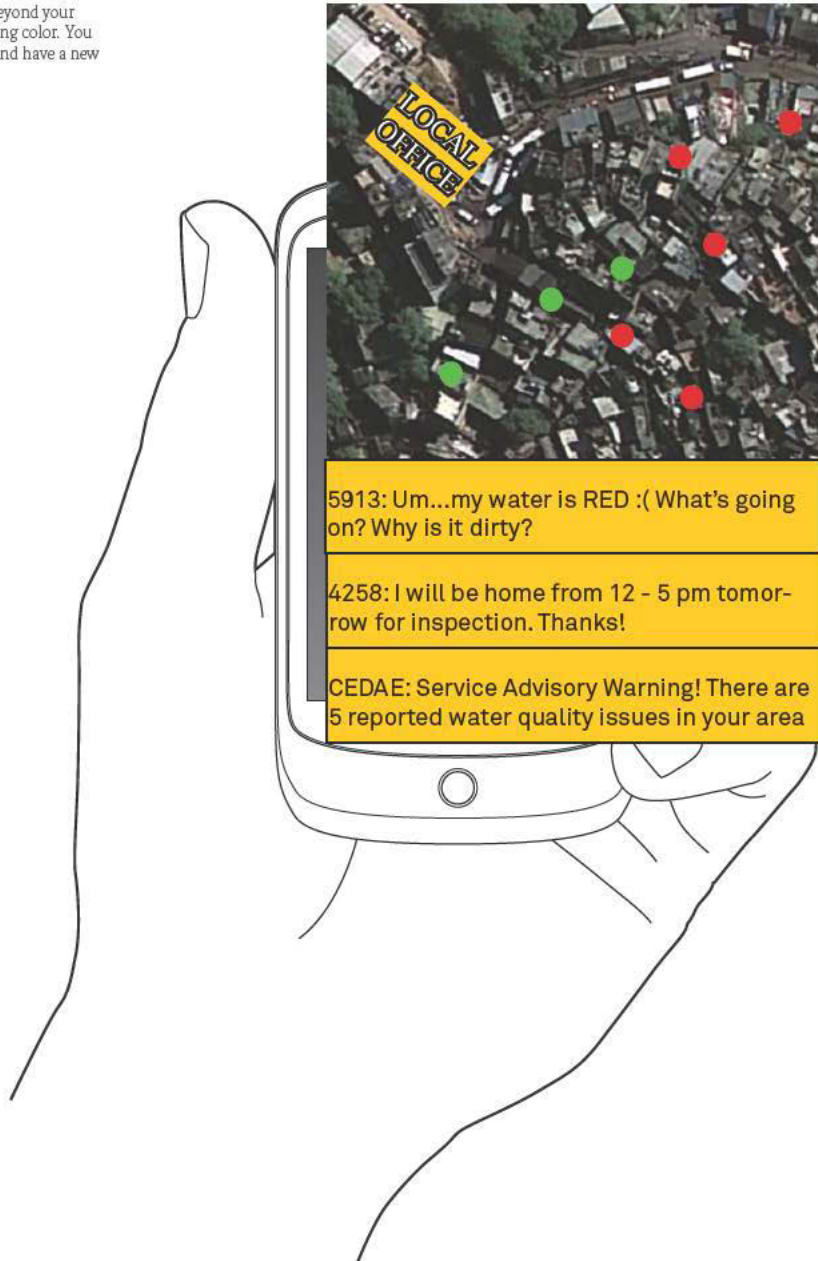 eyond your
ng color. You
nd have a new
LOCAL
OFFICE
5913: Um...my water is RED :( What's going
on? Why is it dirty?
4258: I will be home from 12 - 5 pm tomor-
row for inspection. Thanks!
CEDAE: Service Advisory Warning! There are
5 reported water quality issues in your area